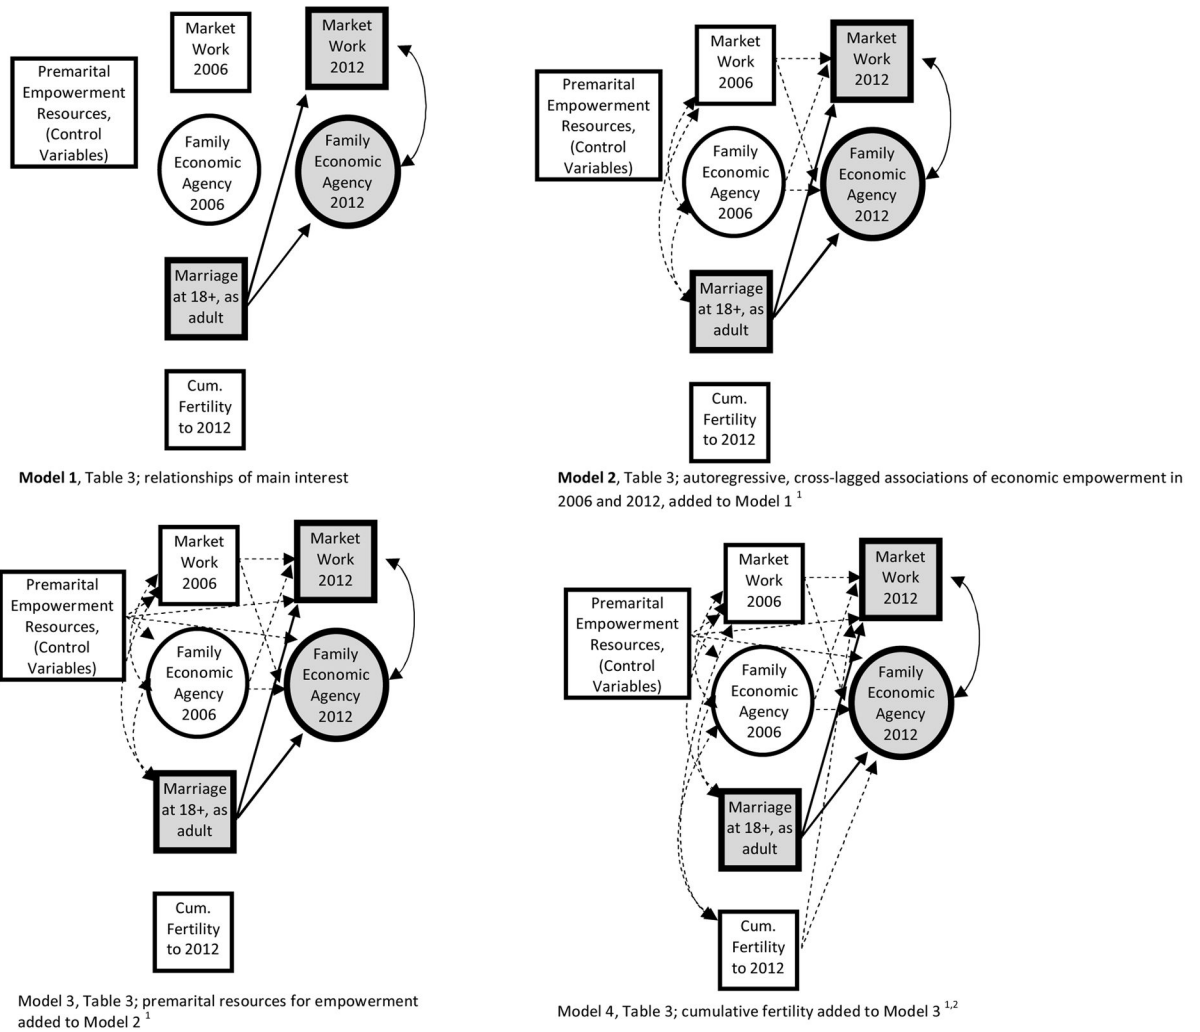 Market
Work
2006
Market
Work
2012
Premarital
Empowerment
Resources,
(Control
Variables)
Family
Economic
Agency
2006
Family
Economic
Agency
2012
Marriage
at 18+, as
adult
Cum.
Fertility
to 2012
Model 1, Table 3; relationships of main interest
Market
Work
2006
Market
Work
2012
Premarital
Empowerment
Resources,
(Control
Variables)
Family
Economic
Agency
2006
Family
Economic
Agency
2012
Marriage
at 18+, as
adult
Cum.
Fertility
to 2012
Model 2, Table 3; autoregressive, cross-lagged associations of economic empowerment in
2006 and 2012, added to Model 1 1
Market
Work
2006
Market
Work
2012
Premarital
Empowerment
Resources,
(Control
Variables)
Family
Economic
Agency
2006
Family
Economic
Agency
2012
Marriage
at 18+, as
adult
Cum.
Fertility
to 2012
Model 3, Table 3; premarital resources for empowerment
added to Model 2 1
Market
Work
2006
Market
Work
2012
Premarital
Empowerment
Resources,
(Control
Variables)
Family
Economic
Agency
2006
Family
Economic
Agency
2012
Marriage
at 18+, as
adult
Cum.
Fertility
to 2012
Model 4, Table 3; cumulative fertility added to Model 3 1,2